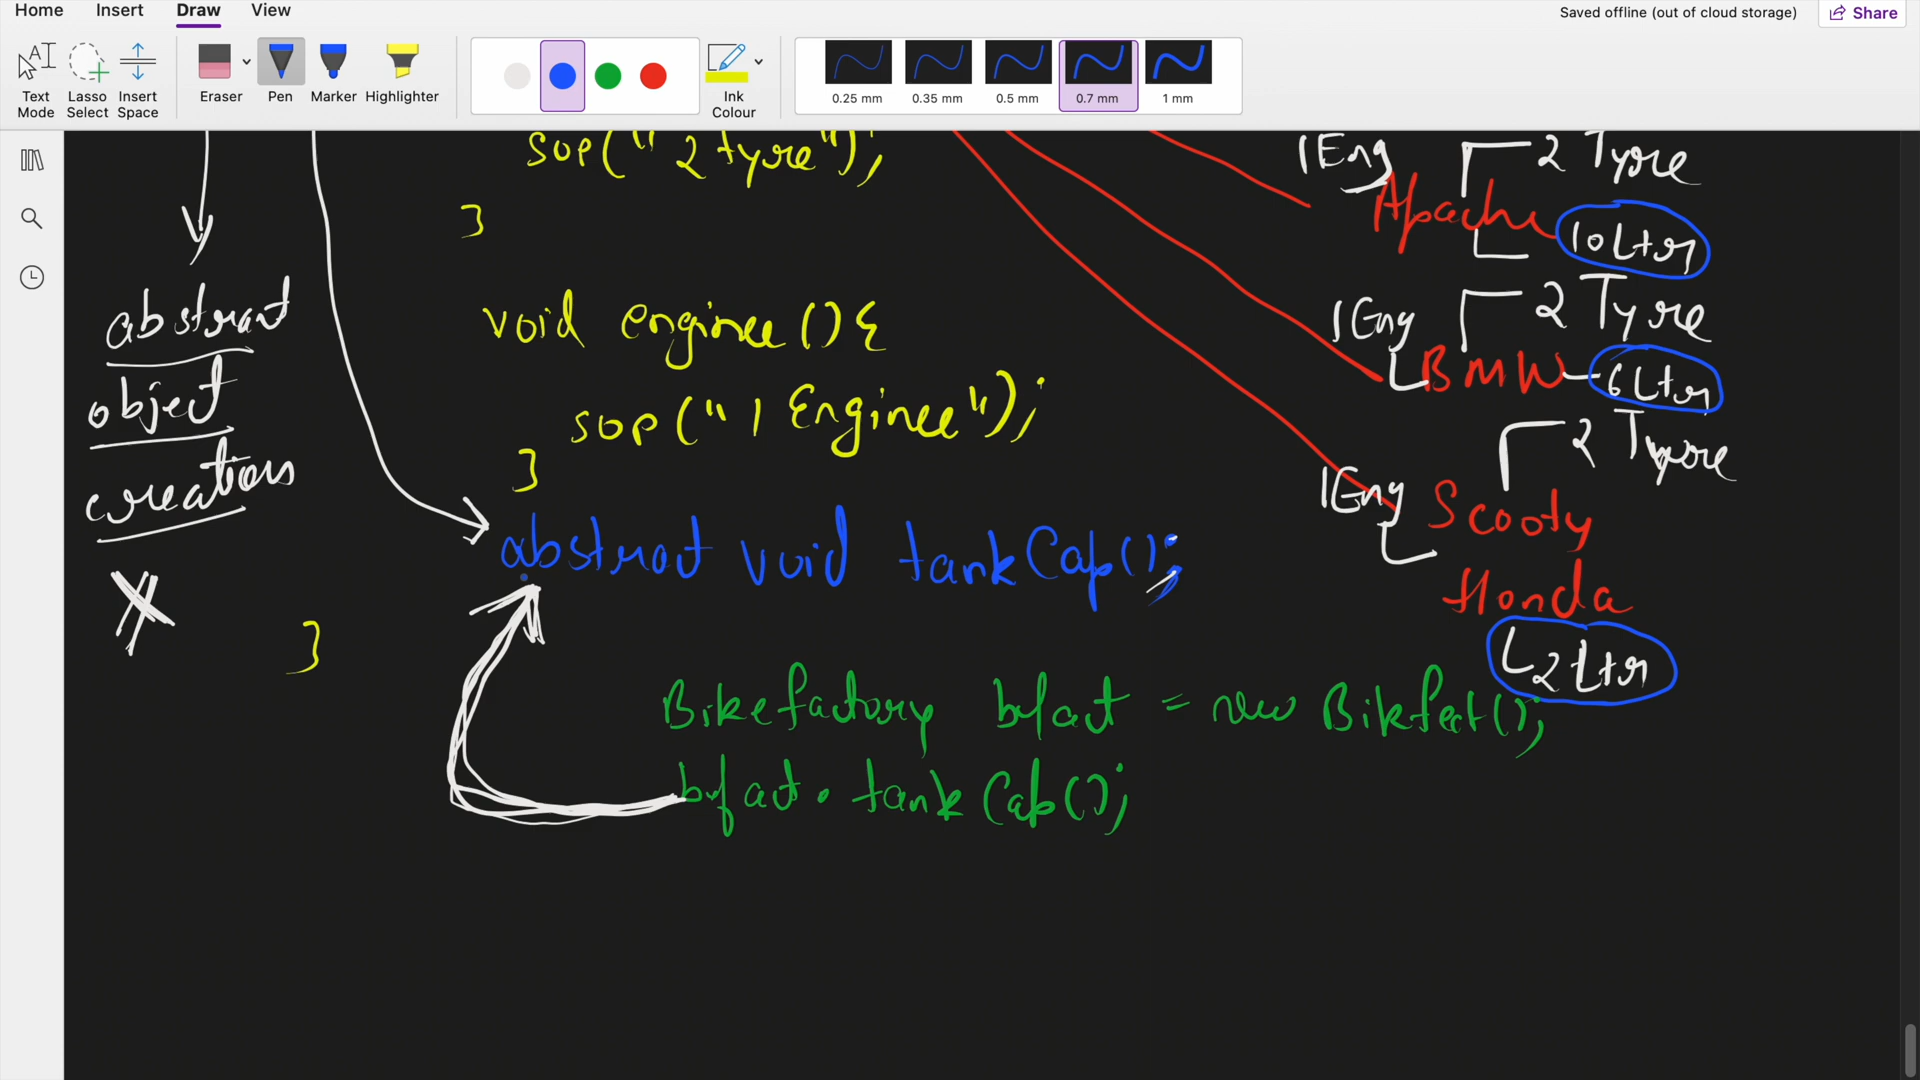 Home Insert Draw View
Saved offline (out of cloud storage) Share
Text Mode
Lasso Select
Insert Space
Eraser
Pen
Marker
Highlighter
Ink Colour
0.25 mm
0.35 mm
0.5 mm
0.7 mm
1 mm
sop(" 2 tyre");
}
void enginee (){
sop(" 1 Enginee");
}
abstract void tankCap();
}
Bikefactory bfact = new Bikfact();
bfact. tankCap();
abstract
object
creation
X
1Eng 2 Tyre
Apache 10Ltr
1Eng 2 Tyre
BMW 6Ltr
2 Tyre
1Eng Scooty
Honda
2Ltr